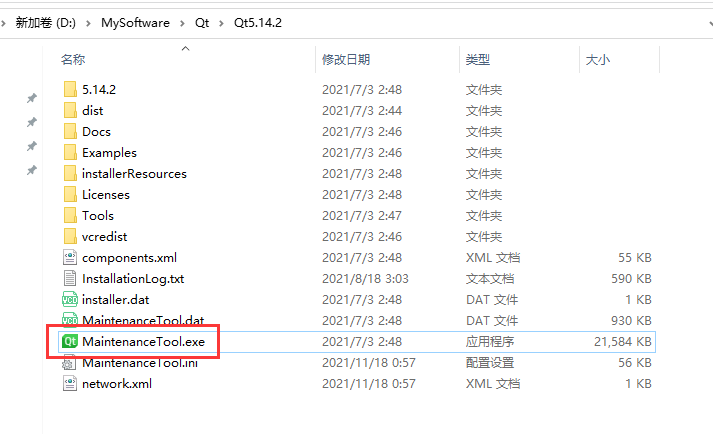 新加卷 (D:) > MySoftware > Qt > Qt5.14.2
名称 修改日期 类型 大小
5.14.2 2021/7/3 2:48 文件夹
dist 2021/7/3 2:44 文件夹
Docs 2021/7/3 2:46 文件夹
Examples 2021/7/3 2:46 文件夹
installerResources 2021/7/3 2:48 文件夹
Licenses 2021/7/3 2:48 文件夹
Tools 2021/7/3 2:47 文件夹
vcredist 2021/7/3 2:46 文件夹
components.xml 2021/7/3 2:48 XML 文档 55 KB
InstallationLog.txt 2021/8/18 3:03 文本文档 590 KB
installer.dat 2021/7/3 2:48 DAT 文件 1 KB
MaintenanceTool.dat 2021/7/3 2:48 DAT 文件 930 KB
MaintenanceTool.exe 2021/7/3 2:48 应用程序 21,584 KB
MaintenanceTool.ini 2021/11/18 0:57 配置设置 56 KB
network.xml 2021/11/18 0:57 XML 文档 1 KB